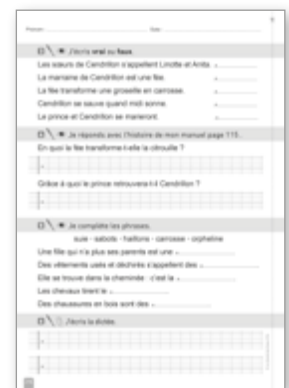 Prénom : Date :
J'écris vrai ou faux.
Les sœurs de Cendrillon s'appellent Linotte et Anita.
La marraine de Cendrillon est une fée.
La fée transforme une groseille en carrosse.
Cendrillon se sauve quand midi sonne.
Le prince et Cendrillon se marieront.
Je réponds avec l'histoire de mon manuel page 115.
En quoi la fée transforme-t-elle la citrouille ?
Grâce à quoi le prince retrouvera-t-il Cendrillon ?
Je complète les phrases.
suie - sabots - haillons - carrosse - orpheline
Une fille qui n'a plus ses parents est une
Des vêtements usés et déchirés s'appellent des
Elle se trouve dans la cheminée : c'est la
Les chevaux tirent le
Des chaussures en bois sont des
J'écris la dictée.